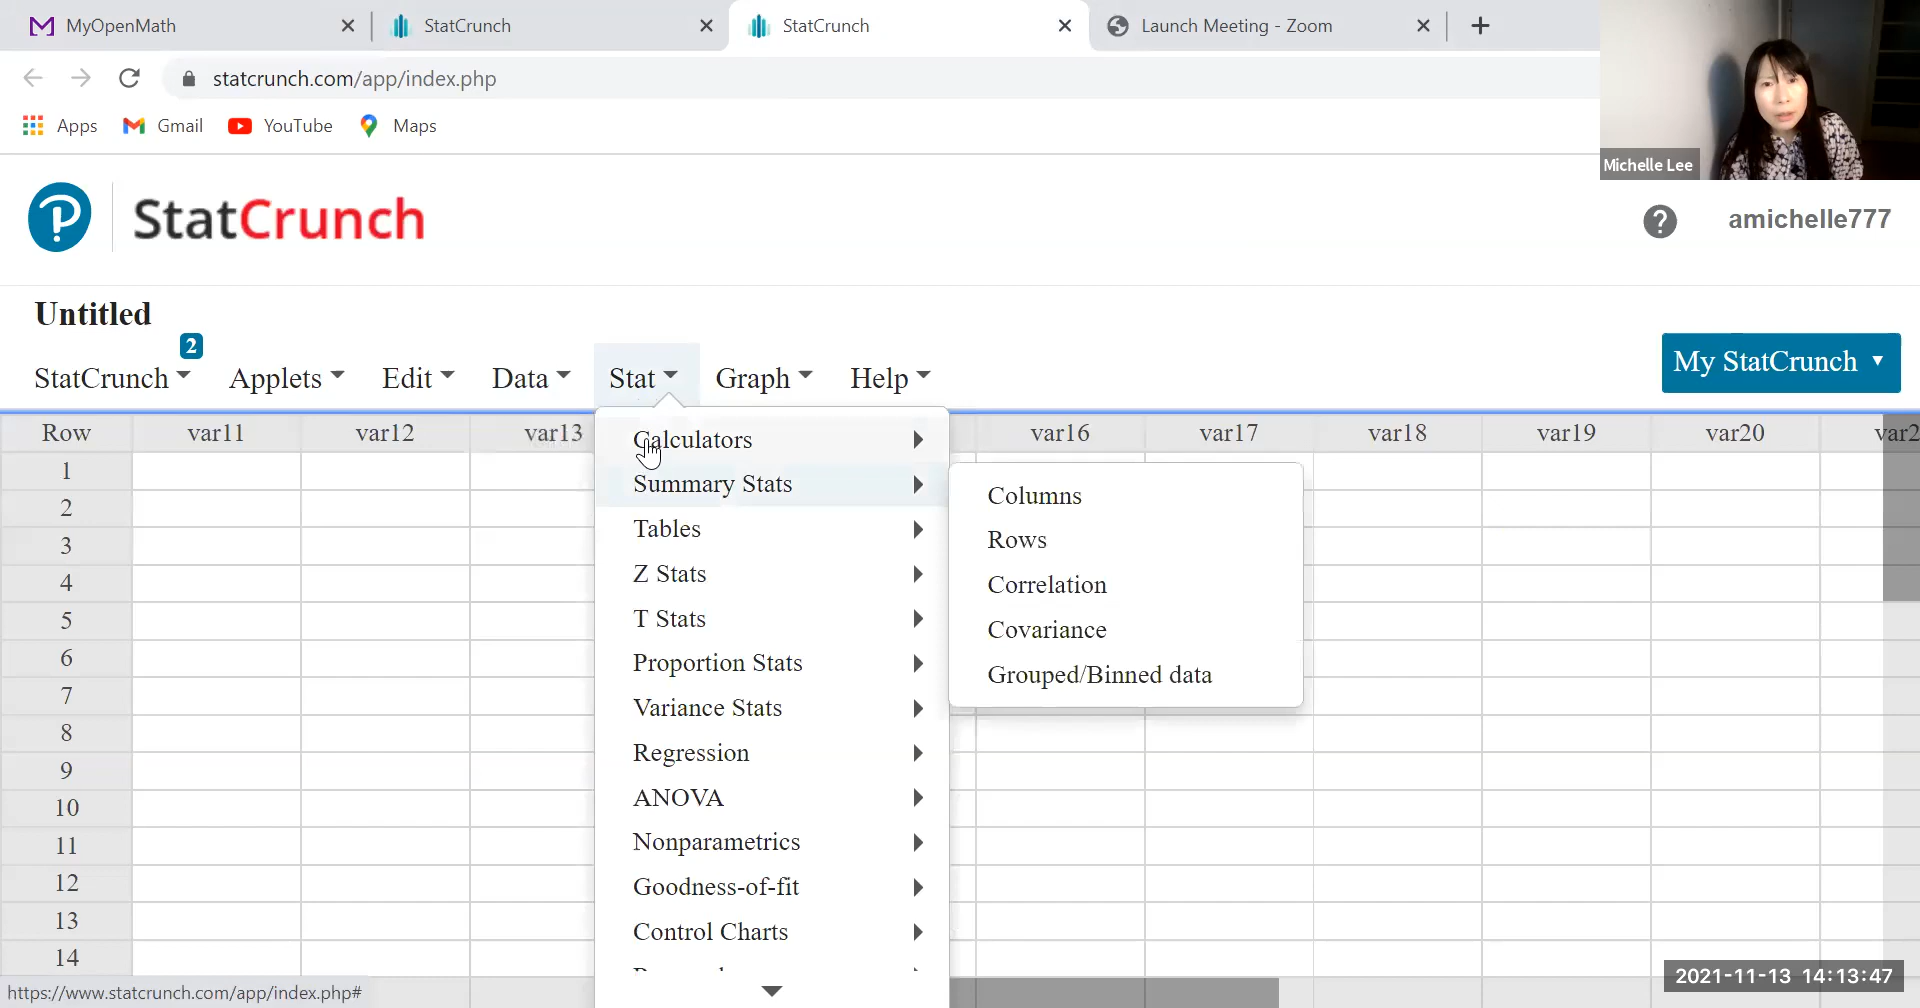 MyOpenMath
StatCrunch
StatCrunch
Launch Meeting - Zoom
statcrunch.com/app/index.php
Apps
Gmail
YouTube
Maps
Michelle Lee
StatCrunch
amichelle777
Untitled
2
StatCrunch
Applets
Edit
Data
Stat
Graph
Help
My StatCrunch
Row var11 var12 var13 var16 var17 var18 var19 var20
1
2
3
4
5
6
7
8
9
10
11
12
13
14
Calculators
Summary Stats
Tables
Z Stats
T Stats
Proportion Stats
Variance Stats
Regression
ANOVA
Nonparametrics
Goodness-of-fit
Control Charts
Columns
Rows
Correlation
Covariance
Grouped/Binned data
https://www.statcrunch.com/app/index.php#
2021-11-13 14:13:47